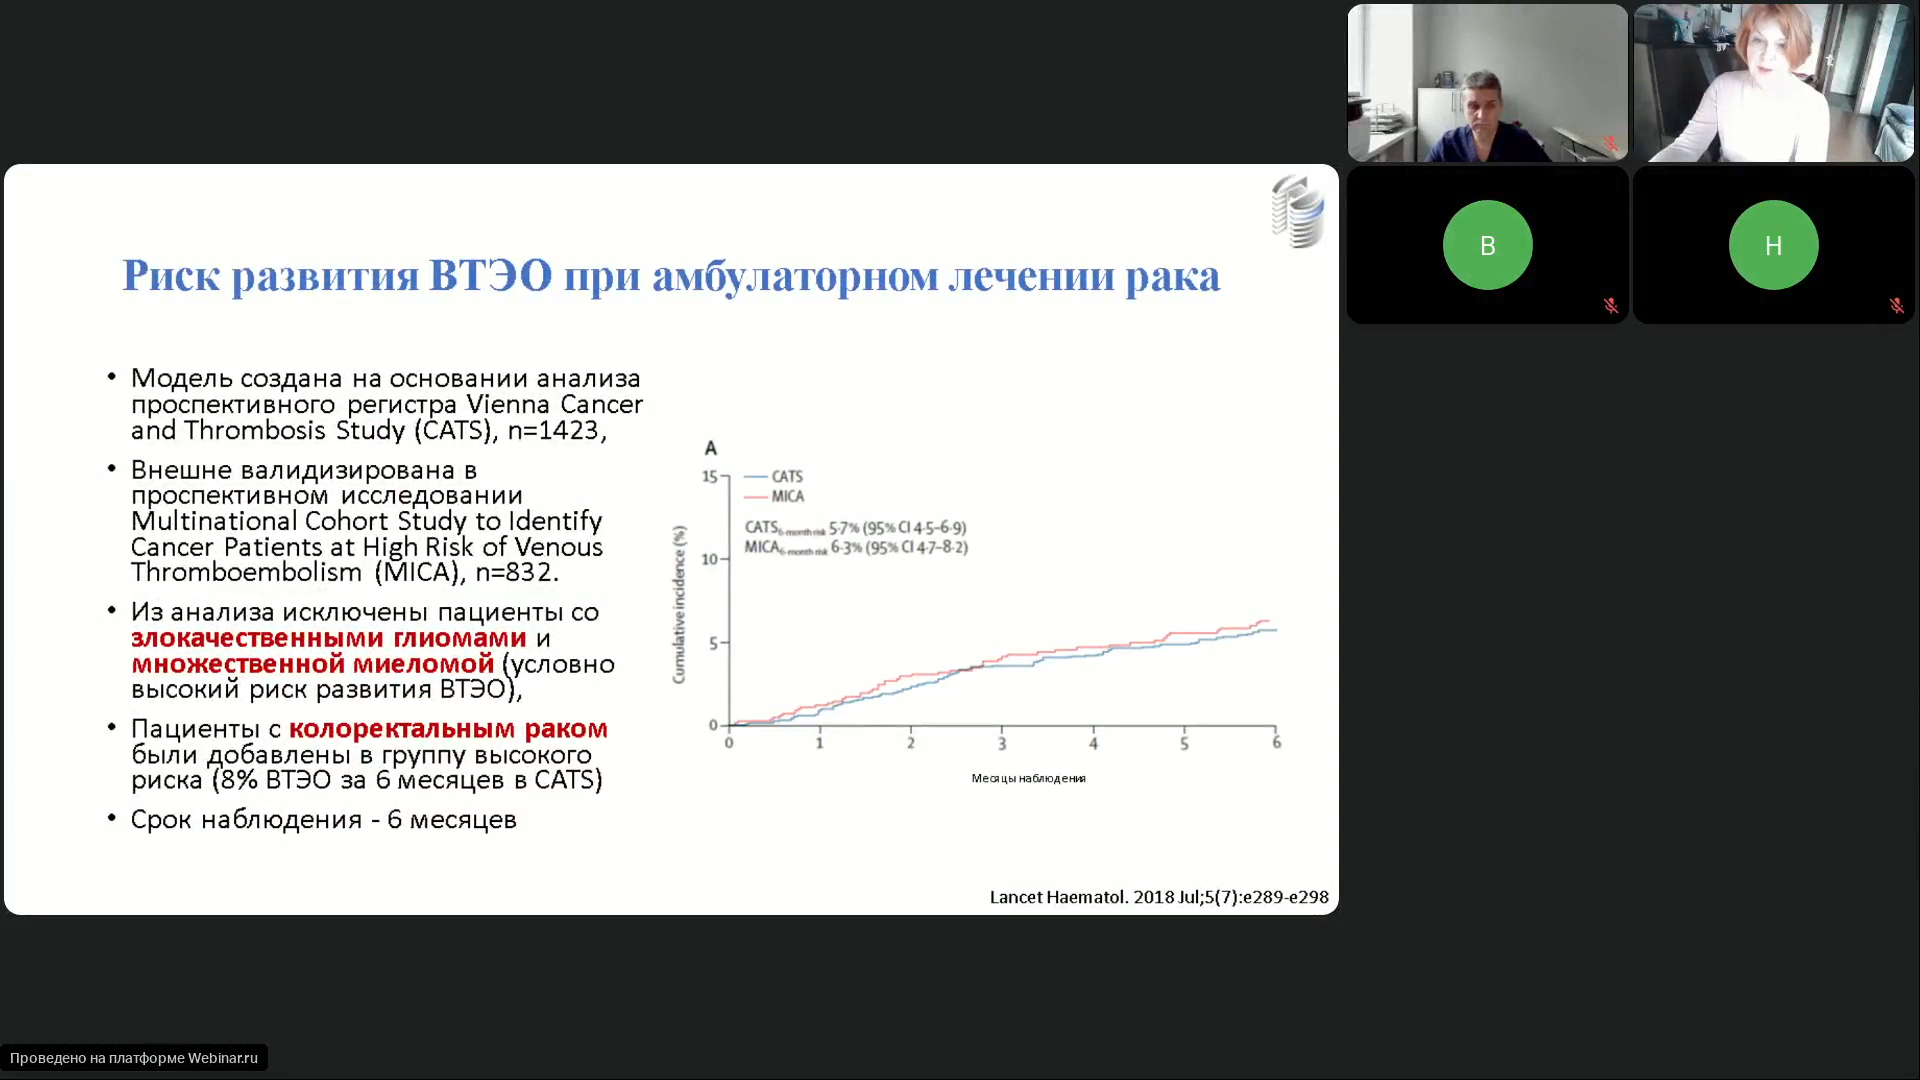 Риск развития ВТЭО при амбулаторном лечении рака
• Модель создана на основании анализа
проспективного регистра Vienna Cancer
and Thrombosis Study (CATS), n=1423,
• Внешне валидизирована в
проспективном исследовании
Multinational Cohort Study to Identify
Cancer Patients at High Risk of Venous
Thromboembolism (MICA), n=832.
• Из анализа исключены пациенты со
злокачественными глиомами и
множественной миеломой (условно
высокий риск развития ВТЭО),
• Пациенты с колоректальным раком
были добавлены в группу высокого
риска (8% ВТЭО за 6 месяцев в CATS)
• Срок наблюдения - 6 месяцев
A
CATS
MICA
CATS6-month risk 5·7% (95% CI 4·5–6·9)
MICA6-month risk 6·3% (95% CI 4·7–8·2)
Cumulative incidence (%)
15
10
5
0
0 1 2 3 4 5 6
Месяцы наблюдения
Lancet Haematol. 2018 Jul;5(7):e289-e298
В
Н
Проведено на платформе Webinar.ru